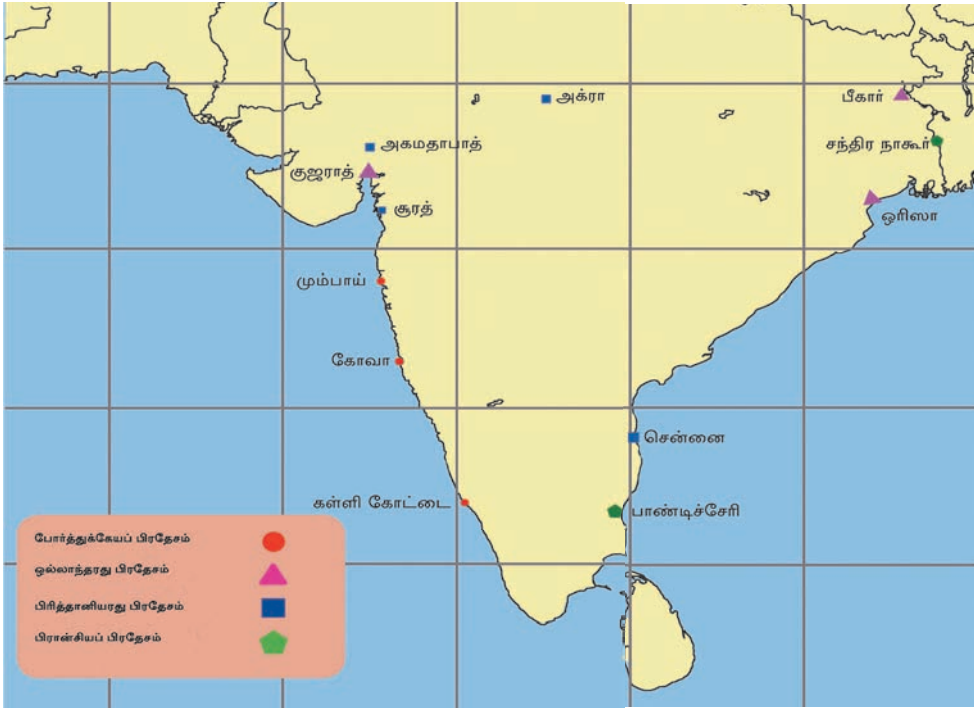 அக்ரா
பீகார்
அகமதாபாத்
சந்திர நாகூர்
குஜராத்
சூரத்
ஒரிஸா
மும்பாய்
கோவா
சென்னை
கள்ளி கோட்டை
பாண்டிச்சேரி
போர்த்துக்கேயப் பிரதேசம்
ஒல்லாந்தரது பிரதேசம்
பிரித்தானியரது பிரதேசம்
பிரான்சியப் பிரதேசம்